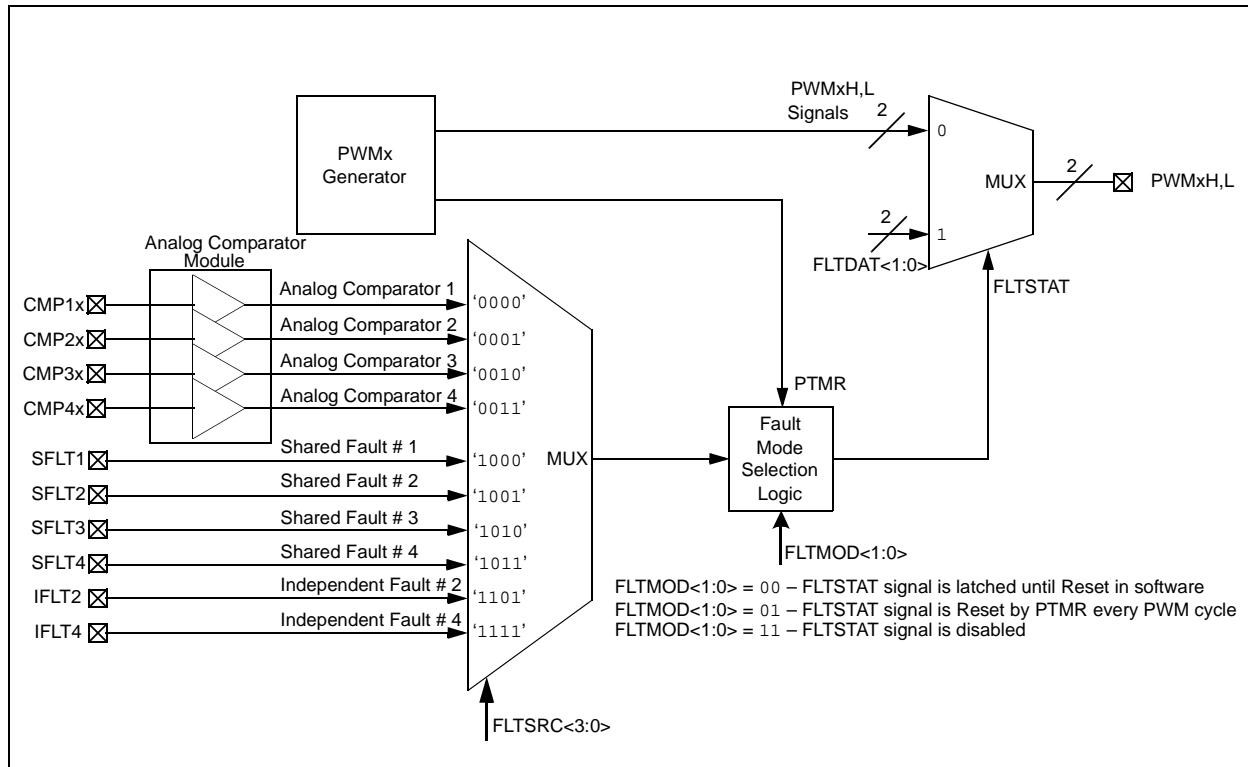 PWMxH,L
Signals
2
0
PWMx
Generator
MUX
2
PWMxH,L
2
1
FLTDAT<1:0>
FLTSTAT
Analog Comparator
Module
CMP1x
Analog Comparator 1
'0000'
CMP2x
Analog Comparator 2
'0001'
CMP3x
Analog Comparator 3
'0010'
CMP4x
Analog Comparator 4
'0011'
PTMR
Fault
Mode
Selection
Logic
SFLT1
Shared Fault # 1
'1000'
MUX
SFLT2
Shared Fault # 2
'1001'
SFLT3
Shared Fault # 3
'1010'
SFLT4
Shared Fault # 4
'1011'
IFLT2
Independent Fault # 2
'1101'
IFLT4
Independent Fault # 4
'1111'
FLTMOD<1:0>
FLTMOD<1:0> = 00 – FLTSTAT signal is latched until Reset in software
FLTMOD<1:0> = 01 – FLTSTAT signal is Reset by PTMR every PWM cycle
FLTMOD<1:0> = 11 – FLTSTAT signal is disabled
FLTSRC<3:0>